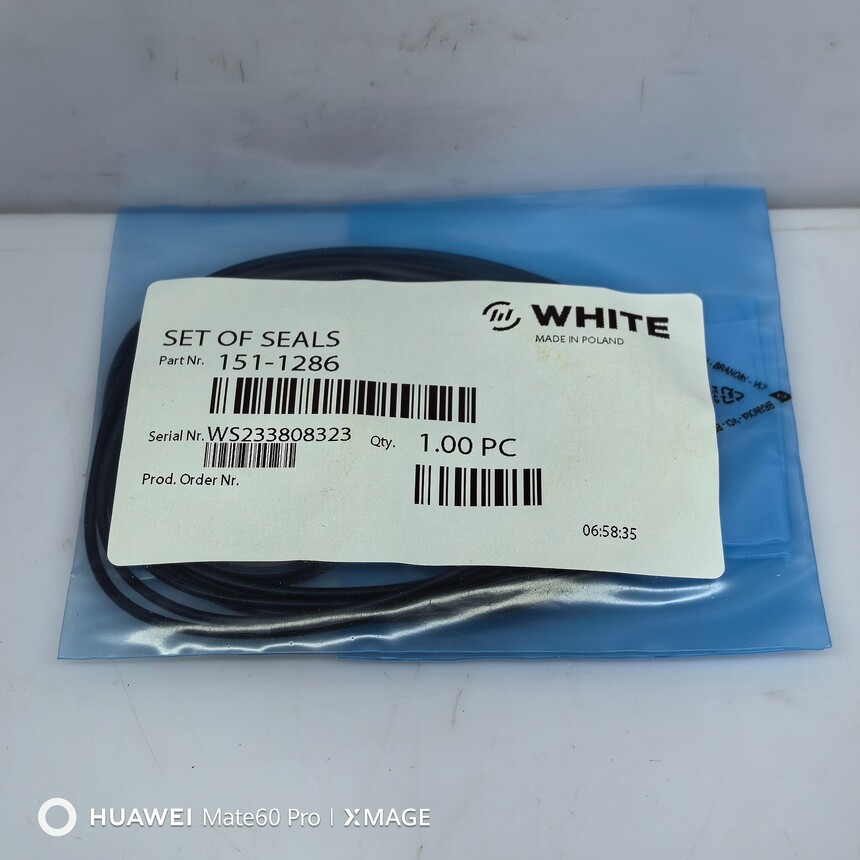 WHITE
MADE IN POLAND
SET OF SEALS
Part Nr. 151-1286
Serial Nr. WS233808323 Qty. 1.00 PC
Prod. Order Nr.
06:58:35
HUAWEI Mate60 Pro | XMAGE